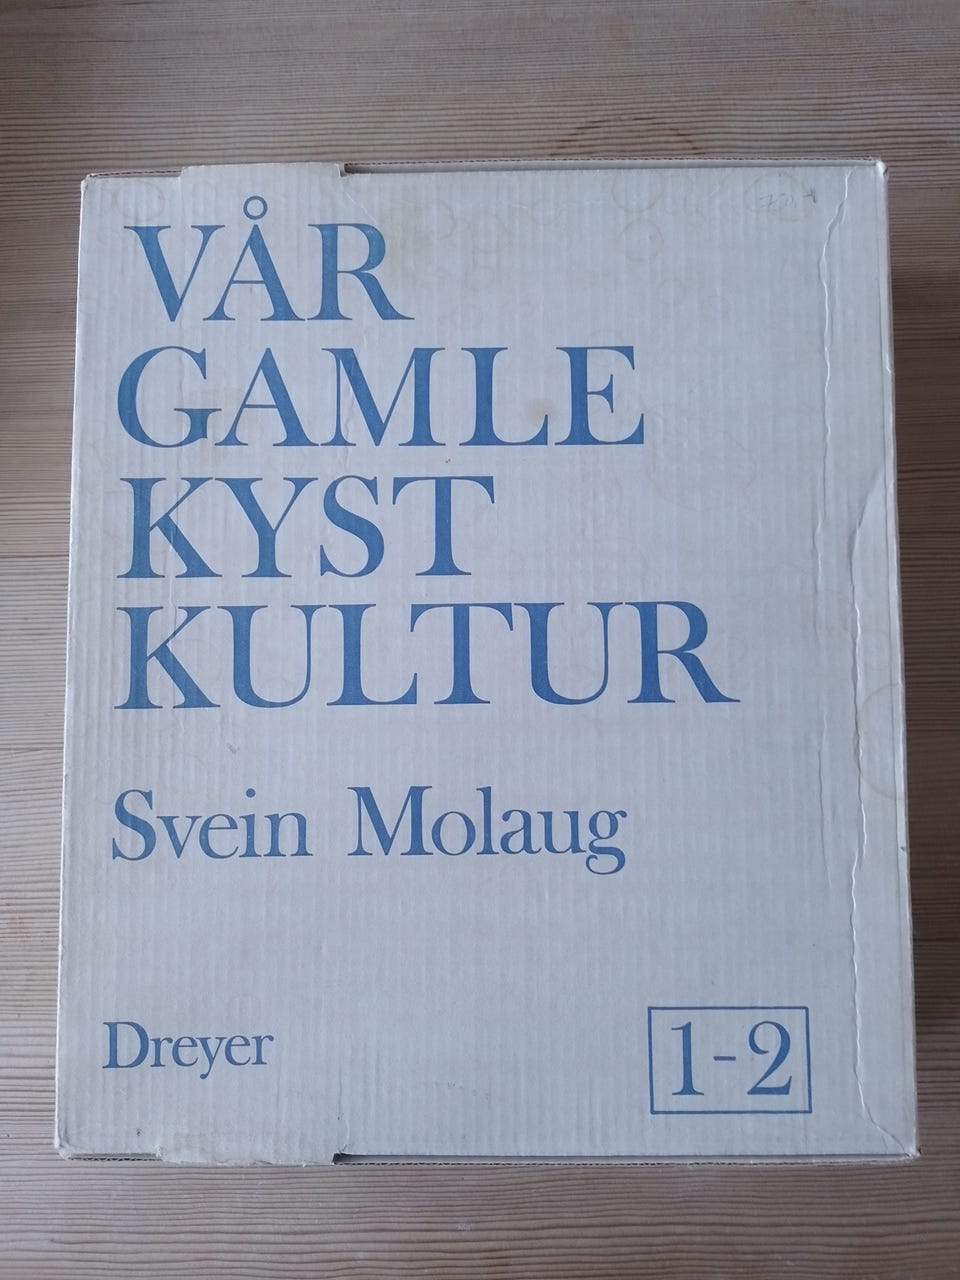 VÅR
GAMLE
KYST
KULTUR
Svein Molaug
Dreyer
1-2